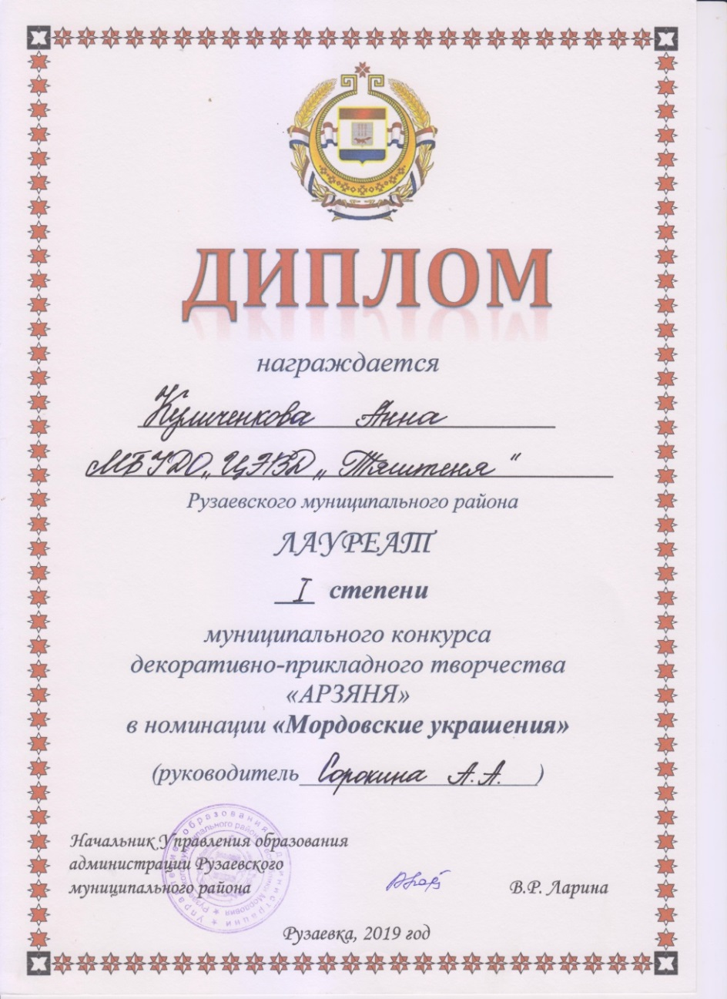 ДИПЛОМ
награждается
Куличенкова Анна
МБУДО „ЦЭВД „Тяштеня"
Рузаевского муниципального района
ЛАУРЕАТ
I степени
муниципального конкурса
декоративно-прикладного творчества
«АРЗЯНЯ»
в номинации «Мордовские украшения»
(руководитель Сорокина А.А. )
Начальник Управления образования
администрации Рузаевского
муниципального района В.Р. Ларина
Рузаевка, 2019 год